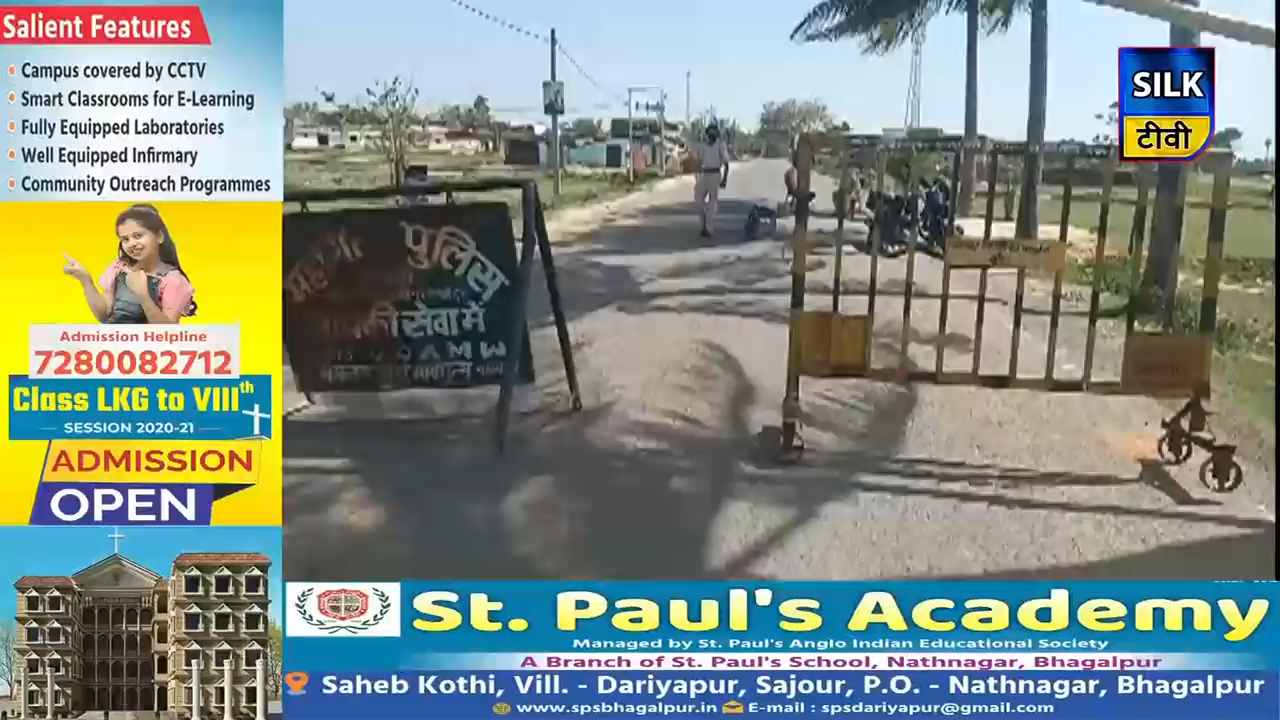 Salient Features
Campus covered by CCTV
Smart Classrooms for E-Learning
Fully Equipped Laboratories
Well Equipped Infirmary
Community Outreach Programmes
Admission Helpline
7280082712
Class LKG to VIIIth
SESSION 2020-21
ADMISSION
OPEN
SILK
टीवी
पुलिस
सेवा में
St. Paul's Academy
Managed by St. Paul's Anglo Indian Educational Society
A Branch of St. Paul's School, Nathnagar, Bhagalpur
Saheb Kothi, Vill. - Dariyapur, Sajour, P.O. - Nathnagar, Bhagalpur
www.spsbhagalpur.in E-mail : spsdariyapur@gmail.com